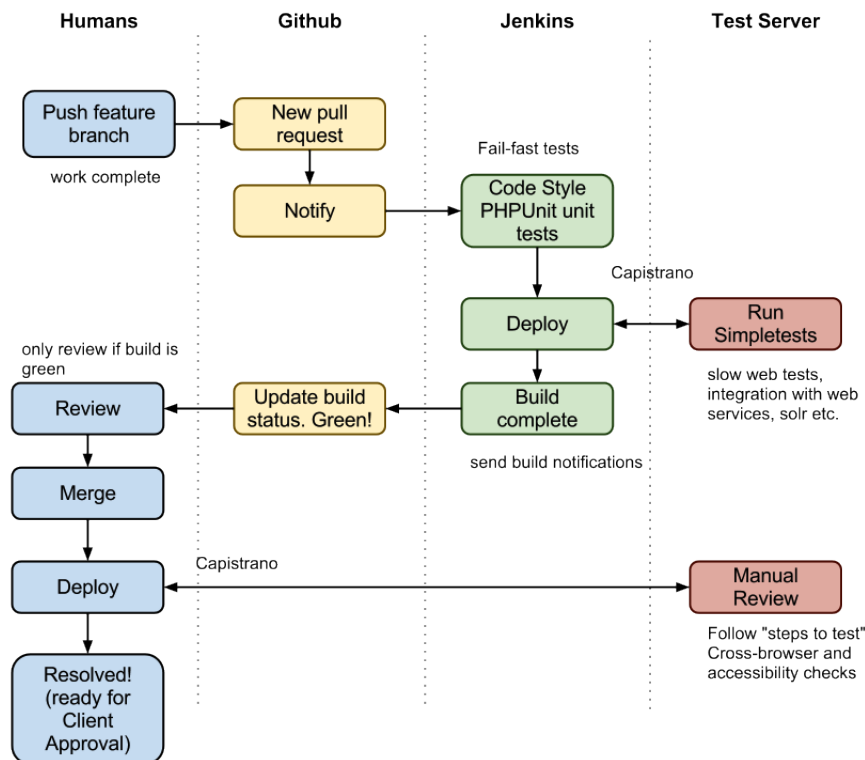 Humans
Github
Jenkins
Test Server
Push feature
branch
work complete
New pull
request
Notify
Fail-fast tests
Code Style
PHPUnit unit
tests
Capistrano
Deploy
Run
Simpletests
slow web tests,
integration with web
services, solr etc.
Build
complete
send build notifications
Update build
status. Green!
only review if build is
green
Review
Merge
Deploy
Capistrano
Manual
Review
Follow "steps to test"
Cross-browser and
accessibility checks
Resolved!
(ready for
Client
Approval)